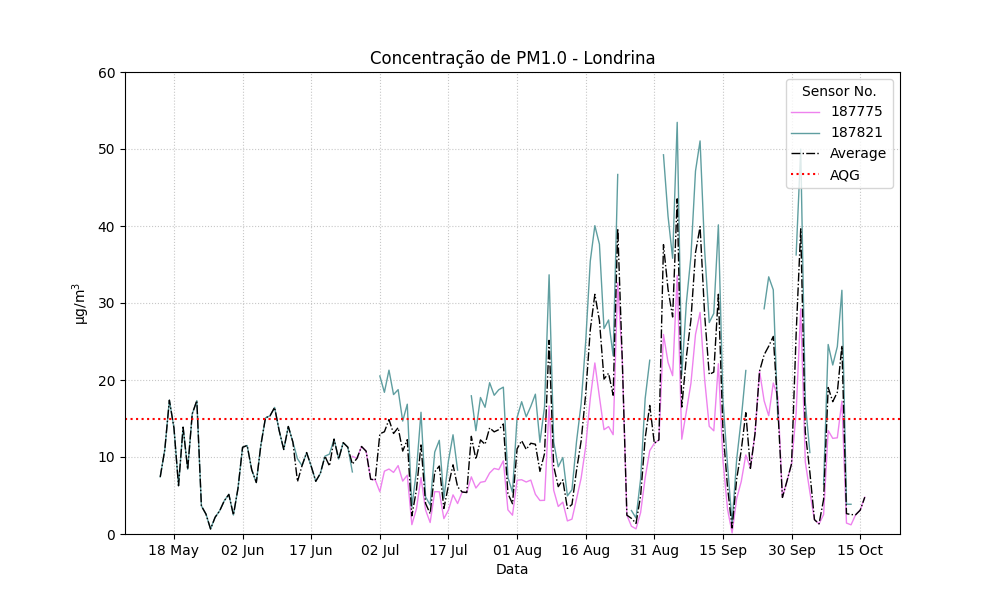 Concentração de PM1.0 - Londrina
60
50
40
30
20
10
0
µg/m³
Sensor No.
187775
187821
Average
AQG
18 May 02 Jun 17 Jun 02 Jul 17 Jul 01 Aug 16 Aug 31 Aug 15 Sep 30 Sep 15 Oct
Data